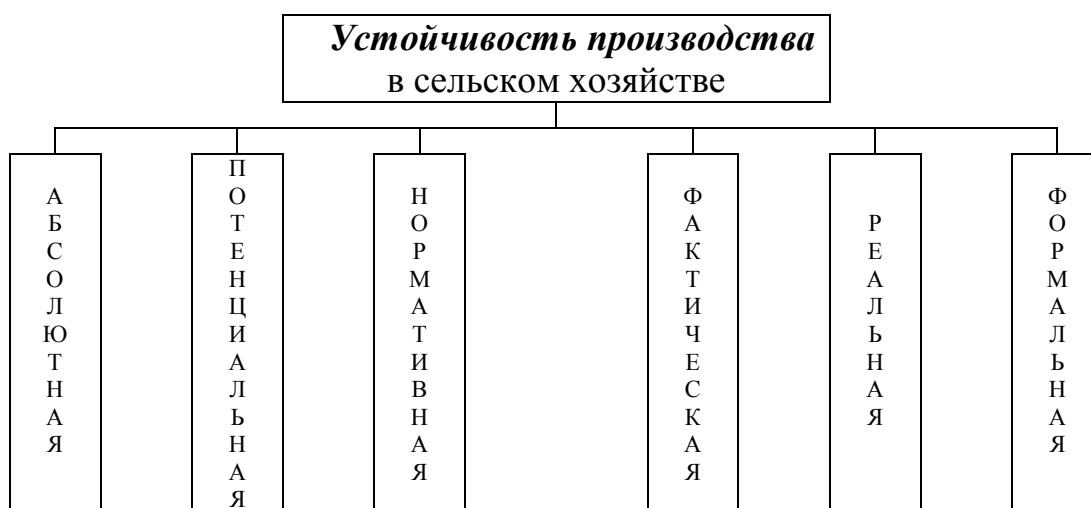 Устойчивость производства
в сельском хозяйстве
АБСОЛЮТНАЯ
ПОТЕНЦИАЛЬНАЯ
НОРМАТИВНАЯ
ФАКТИЧЕСКАЯ
РЕАЛЬНАЯ
ФОРМАЛЬНАЯ